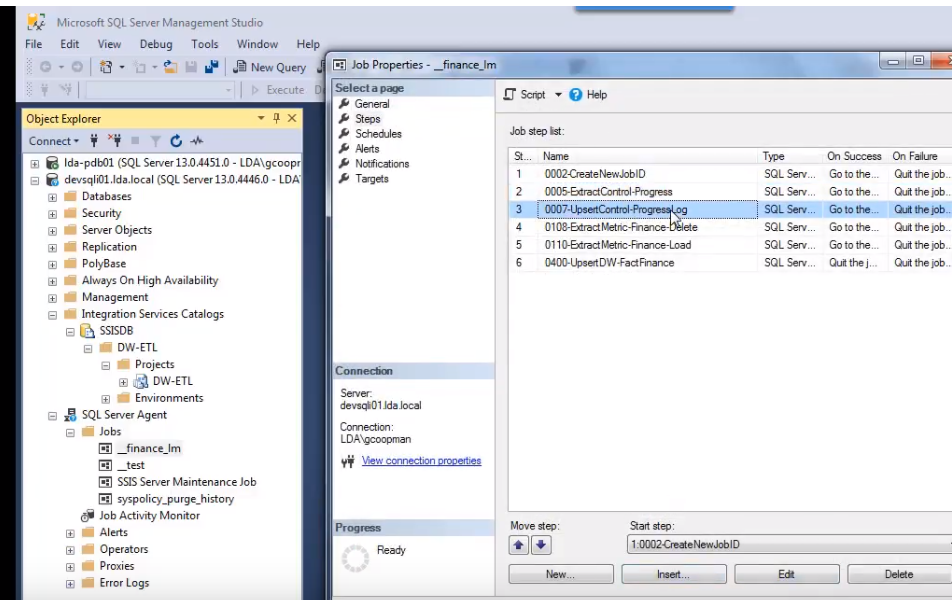 Microsoft SQL Server Management Studio
File Edit View Debug Tools Window Help
New Query
Execute
Object Explorer
Connect
lda-pdb01 (SQL Server 13.0.4451.0 - LDA\gcoopr
devsqli01.lda.local (SQL Server 13.0.4446.0 - LDA
Databases
Security
Server Objects
Replication
PolyBase
Always On High Availability
Management
Integration Services Catalogs
SSISDB
DW-ETL
Projects
DW-ETL
Environments
SQL Server Agent
Jobs
__finance_lm
__test
SSIS Server Maintenance Job
syspolicy_purge_history
Job Activity Monitor
Alerts
Operators
Proxies
Error Logs
Job Properties - __finance_lm
Select a page
General
Steps
Schedules
Alerts
Notifications
Targets
Connection
Server:
devsqli01.lda.local
Connection:
LDA\gcoopman
View connection properties
Progress
Ready
Script Help
Job step list:
St... Name Type On Success On Failure
1 0002-CreateNewJobID SQL Serv... Go to the... Quit the job...
2 0005-ExtractControl-Progress SQL Serv... Go to the... Quit the job...
3 0007-UpsertControl-ProgressLog SQL Serv... Go to the... Quit the job...
4 0108-ExtractMetric-Finance-Delete SQL Serv... Go to the... Quit the job...
5 0110-ExtractMetric-Finance-Load SQL Serv... Go to the... Quit the job...
6 0400-UpsertDW-FactFinance SQL Serv... Quit the j... Quit the job...
Move step: Start step:
1:0002-CreateNewJobID
New... Insert... Edit Delete